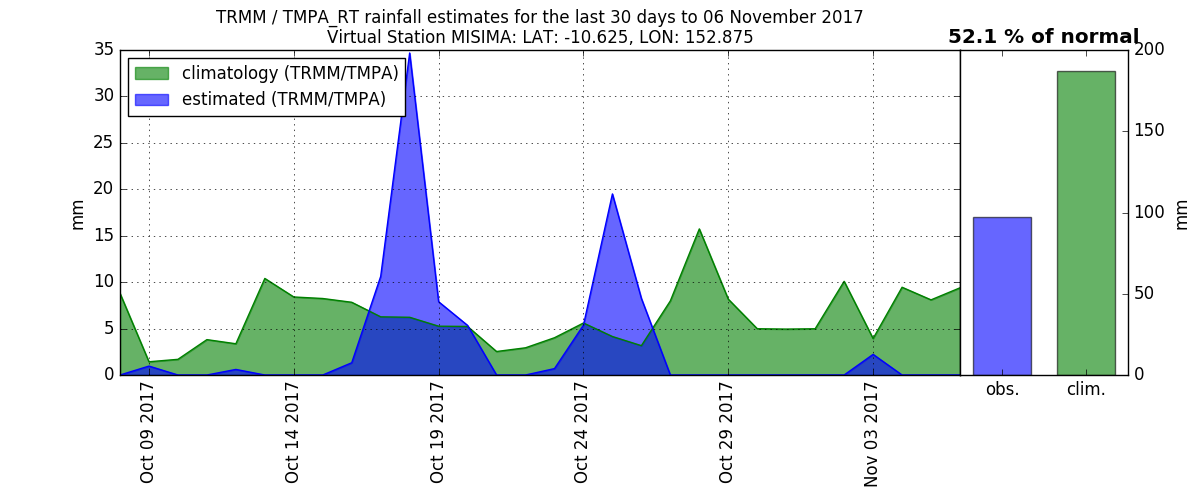 TRMM / TMPA_RT rainfall estimates for the last 30 days to 06 November 2017
Virtual Station MISIMA: LAT: -10.625, LON: 152.875
52.1 % of normal
climatology (TRMM/TMPA)
estimated (TRMM/TMPA)
35
30
25
20
15
10
5
0
mm
Oct 09 2017
Oct 14 2017
Oct 19 2017
Oct 24 2017
Oct 29 2017
Nov 03 2017
200
150
100
50
0
mm
obs.
clim.